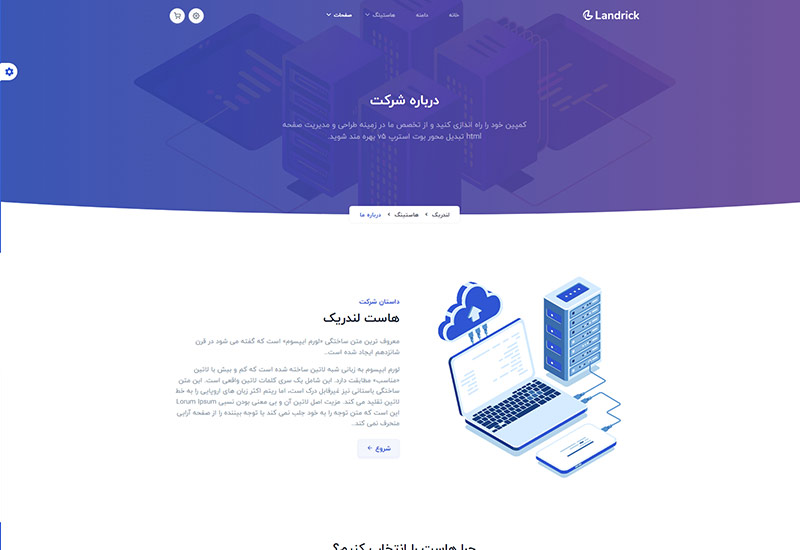 Landrick
خانه
دامنه
هاستینگ
صفحات
درباره شرکت
کمپین خود را راه اندازی کنید و از تخصص ما در زمینه طراحی و مدیریت صفحه
html تبدیل محور بوت استرپ v5 بهره مند شوید.
لندریک › هاستینگ › درباره ما
داستان شرکت
هاست لندریک
معروف ترین متن ساختگی «لورم ایپسوم» است که گفته می شود در قرن
شانزدهم ایجاد شده است..
لورم ایپسوم به زبانی شبه لاتین ساخته شده است که کم و بیش با لاتین
«مناسب» مطابقت دارد. این شامل یک سری کلمات لاتین واقعی است. این متن
ساختگی باستانی نیز غیرقابل درک است، اما ریتم اکثر زبان های اروپایی را به خط
لاتین تقلید می کند. مزیت اصل لاتین آن و بی معنی بودن نسبی Lorum Ipsum
این است که متن توجه را به خود جلب نمی کند یا توجه بیننده را از صفحه آرایی
منحرف نمی کند..
شروع
چرا هاست را انتخاب کنیم؟